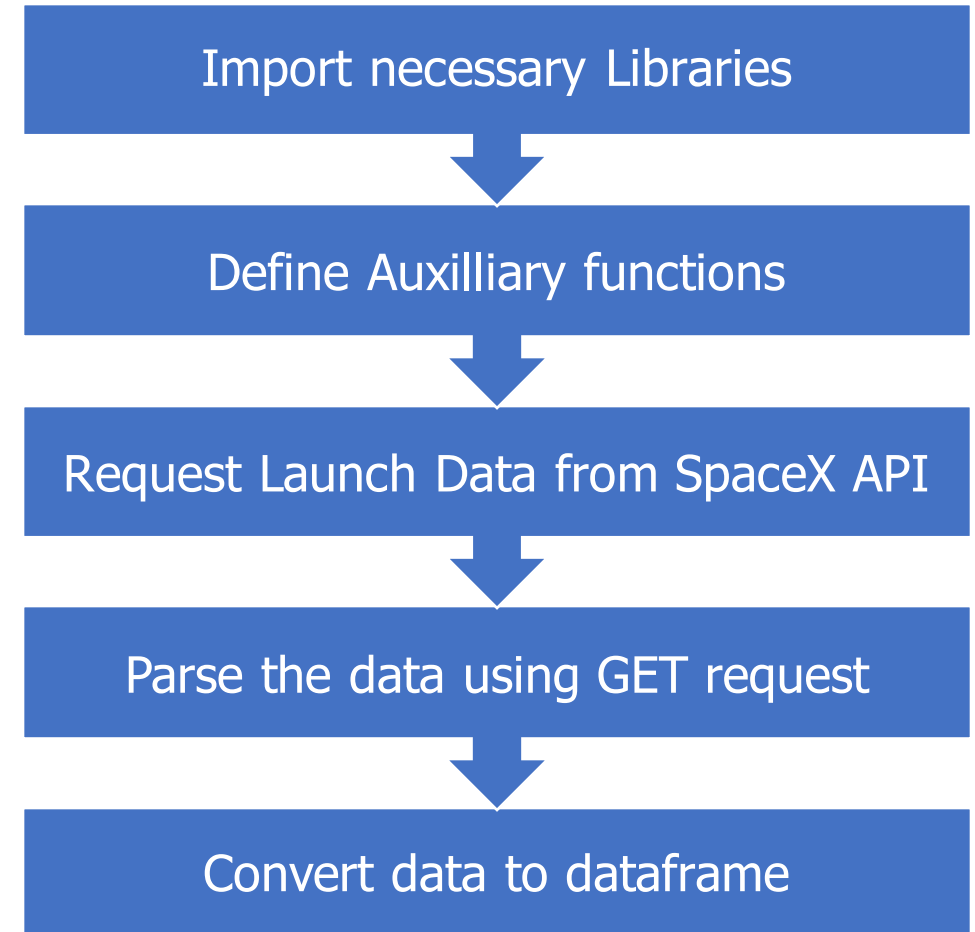 Import necessary Libraries
Define Auxilliary functions
Request Launch Data from SpaceX API
Parse the data using GET request
Convert data to dataframe